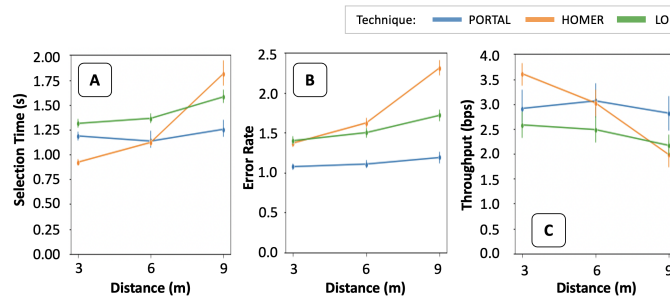 Technique: PORTAL HOMER LO
A
B
C
Selection Time (s)
2.00
1.75
1.50
1.25
1.00
0.75
0.50
0.25
0.00
3 6 9
Distance (m)
Error Rate
2.5
2.0
1.5
1.0
0.5
0.0
3 6 9
Distance (m)
Throughput (bps)
4.0
3.5
3.0
2.5
2.0
1.5
1.0
0.5
0.0
3 6 9
Distance (m)